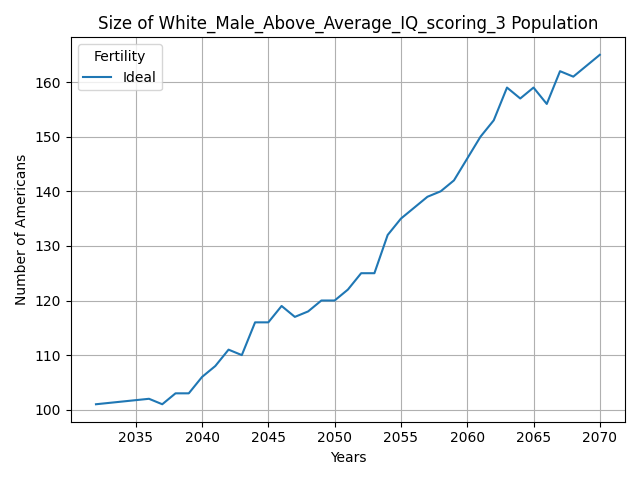 Size of White_Male_Above_Average_IQ_scoring_3 Population
Fertility
Ideal
Number of Americans
160
150
140
130
120
110
100
2035 2040 2045 2050 2055 2060 2065 2070
Years